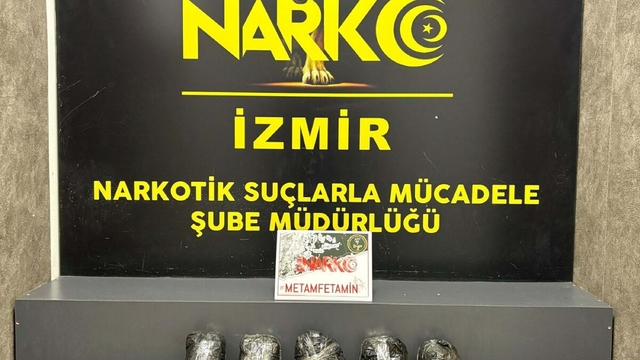 NARKO
İZMİR
NARKOTİK SUÇLARLA MÜCADELE
ŞUBE MÜDÜRLÜĞÜ
NARKO
METAMFETAMİN